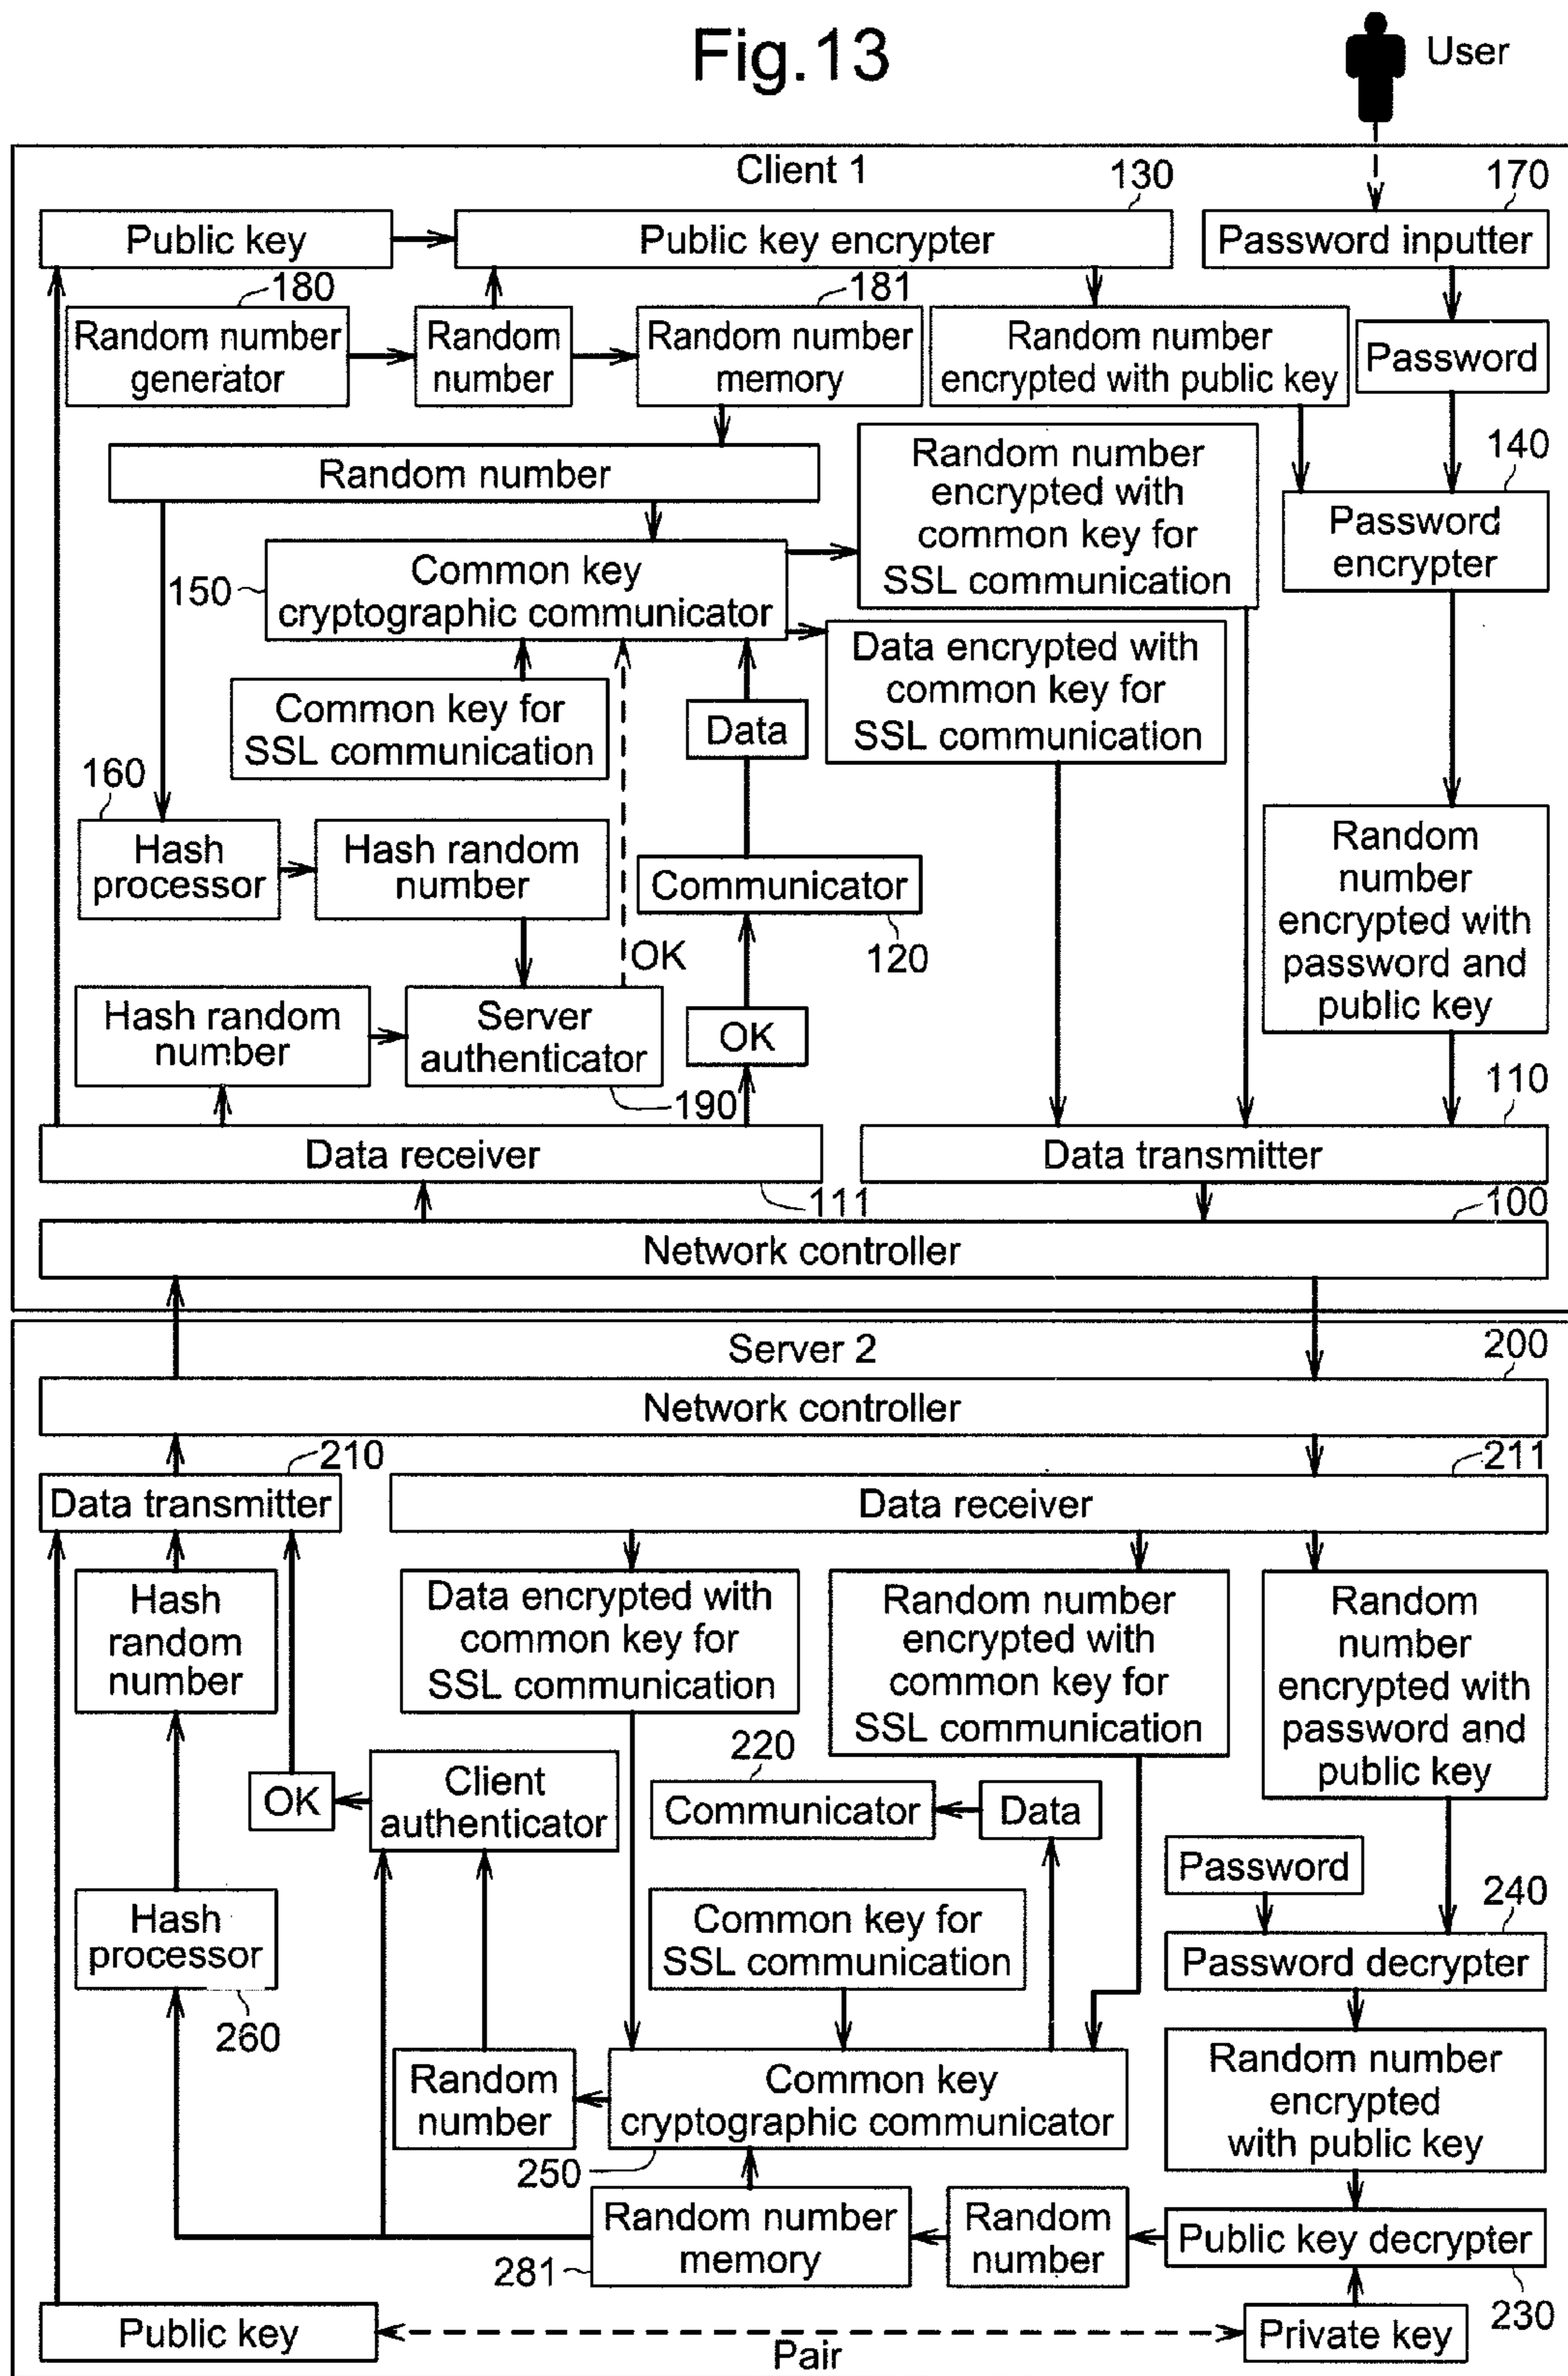 Fig.13
User
Client 1
130
170
Public key
Public key encrypter
Password inputter
180
181
Random number
generator
Random
number
Random number
memory
Random number
encrypted with public key
Password
Random number
Random number
encrypted with
common key for
SSL communication
140
Password
encrypter
150
Common key
cryptographic communicator
Data encrypted with
common key for
SSL communication
Common key for
SSL communication
Data
160
Hash
processor
Hash random
number
Communicator
120
Random
number
encrypted with
password and
public key
OK
Hash random
number
Server
authenticator
190
OK
110
Data receiver
111
Data transmitter
100
Network controller
Server 2
200
Network controller
210
211
Data transmitter
Data receiver
Hash
random
number
Data encrypted with
common key for
SSL communication
Random number
encrypted with
common key for
SSL communication
Random
number
encrypted with
password and
public key
OK
Client
authenticator
220
Communicator
Data
Password
240
Hash
processor
260
Common key for
SSL communication
Password decrypter
Random
number
Common key
cryptographic communicator
250
Random number
encrypted
with public key
Random number
memory
281
Random
number
Public key decrypter
230
Public key
Pair
Private key